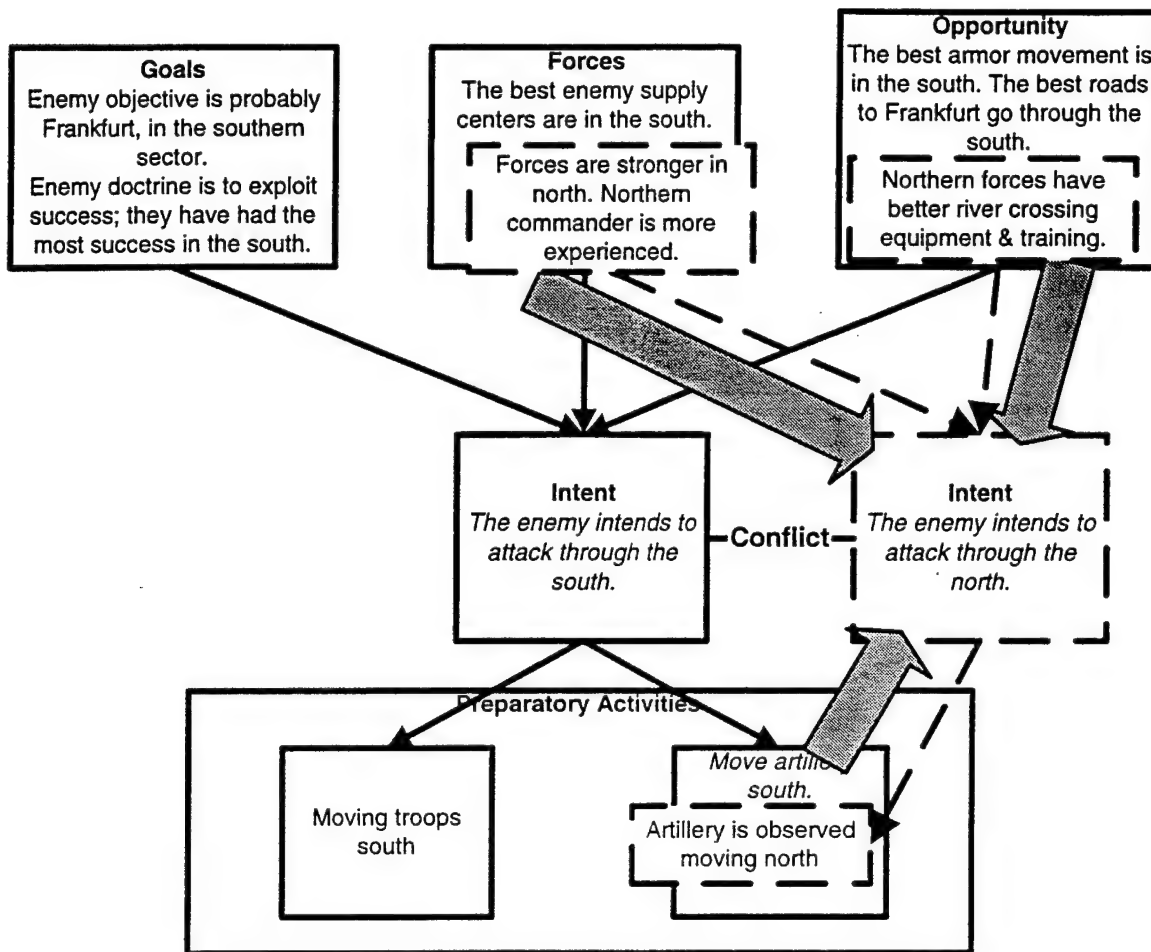 Goals
Enemy objective is probably
Frankfurt, in the southern
sector.
Enemy doctrine is to exploit
success; they have had the
most success in the south.
Forces
The best enemy supply
centers are in the south.
Forces are stronger in
north. Northern
commander is more
experienced.
Opportunity
The best armor movement is
in the south. The best roads
to Frankfurt go through the
south.
Northern forces have
better river crossing
equipment & training.
Intent
The enemy intends to
attack through the
south.
Conflict
Intent
The enemy intends to
attack through the
north.
Preparatory Activities
Moving troops
south
Move artille
south.
Artillery is observed
moving north